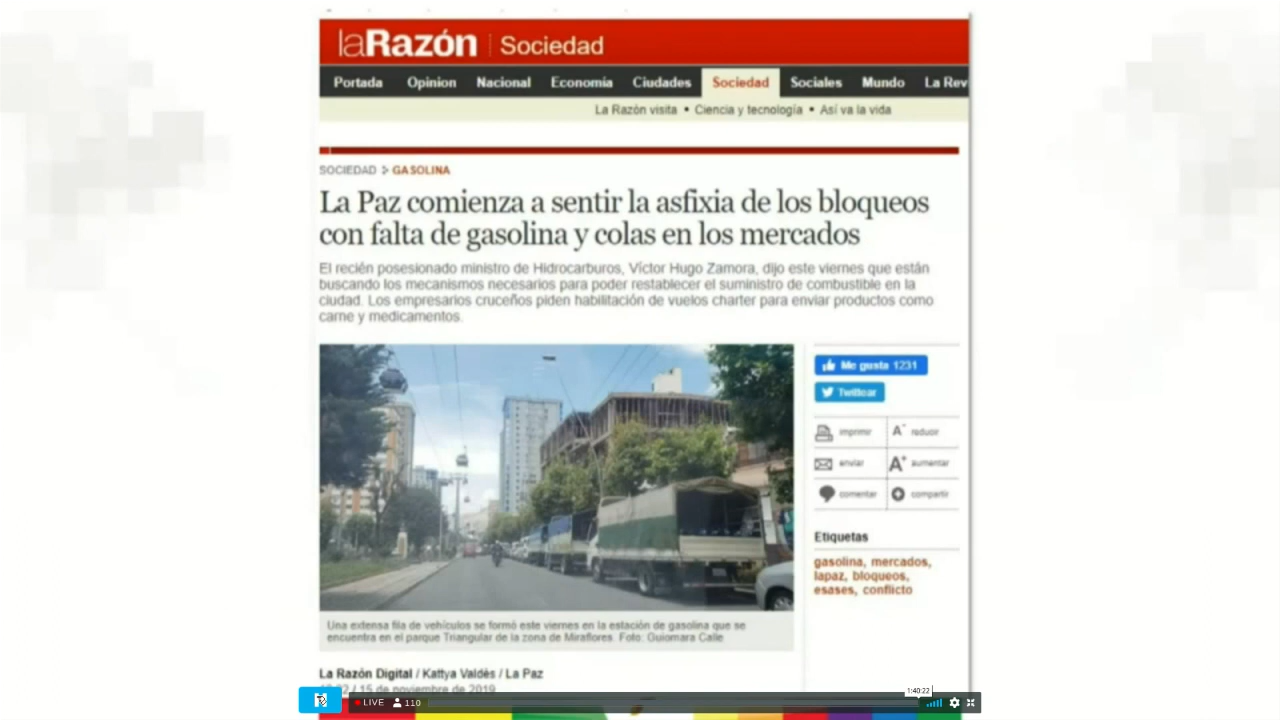 laRazón Sociedad
Portada Opinion Nacional Economía Ciudades Sociedad Sociales Mundo La Rev
La Razón visita • Ciencia y tecnología • Así va la vida
SOCIEDAD > GASOLINA
La Paz comienza a sentir la asfixia de los bloqueos
con falta de gasolina y colas en los mercados
El recién posesionado ministro de Hidrocarburos, Víctor Hugo Zamora, dijo este viernes que están
buscando los mecanismos necesarios para poder restablecer el suministro de combustible en la
ciudad. Los empresarios cruceños piden habilitación de vuelos charter para enviar productos como
carne y medicamentos.
Me gusta 1231
Twittear
imprimir A- reducir
enviar A+ aumentar
comentar compartir
Etiquetas
gasolina, mercados,
lapaz, bloqueos,
esases, conflicto
Una extensa fila de vehículos se formó este viernes en la estación de gasolina que se
encuentra en el parque Triangular de la zona de Miraflores. Foto: Guiomara Calle
La Razón Digital / Kattya Valdés / La Paz
/ 15 de noviembre de 2019
1:40:22
LIVE 110